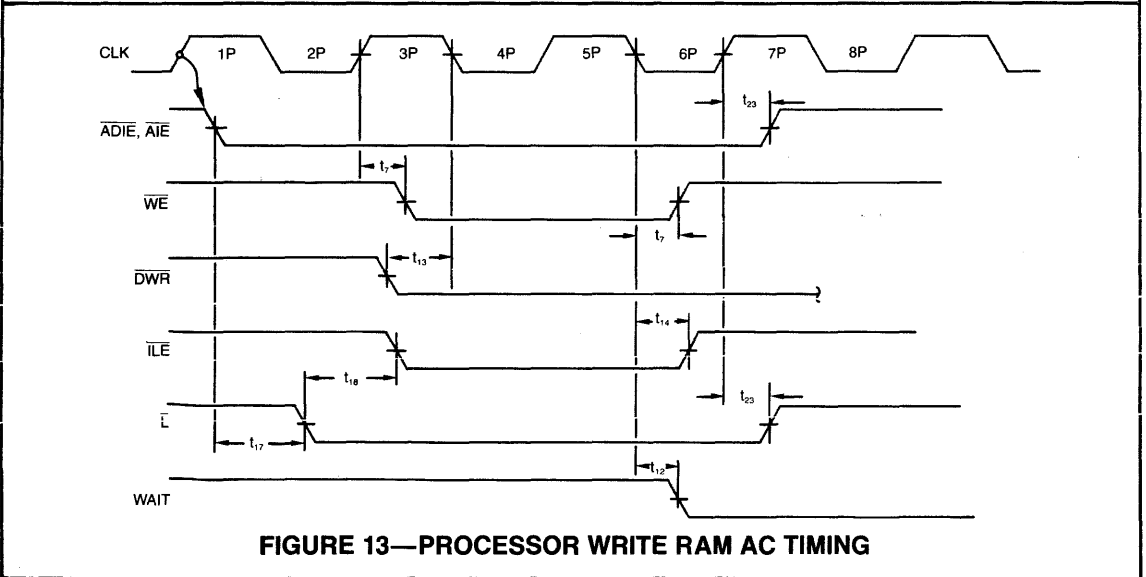 CLK 1P 2P 3P 4P 5P 6P 7P 8P
t23
ADIE, AIE
t7
WE
t7
DWR t13
t14
ILE
t18
t23
L
t17
t12
WAIT
FIGURE 13—PROCESSOR WRITE RAM AC TIMING